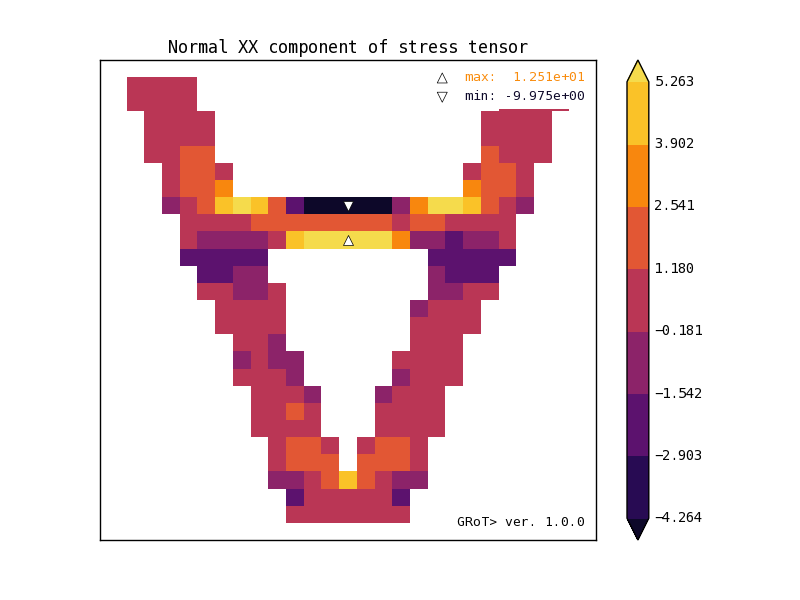 Normal XX component of stress tensor
△ max: 1.251e+01
▽ min: -9.975e+00
5.263
3.902
2.541
1.180
−0.181
−1.542
−2.903
−4.264
GRoT> ver. 1.0.0